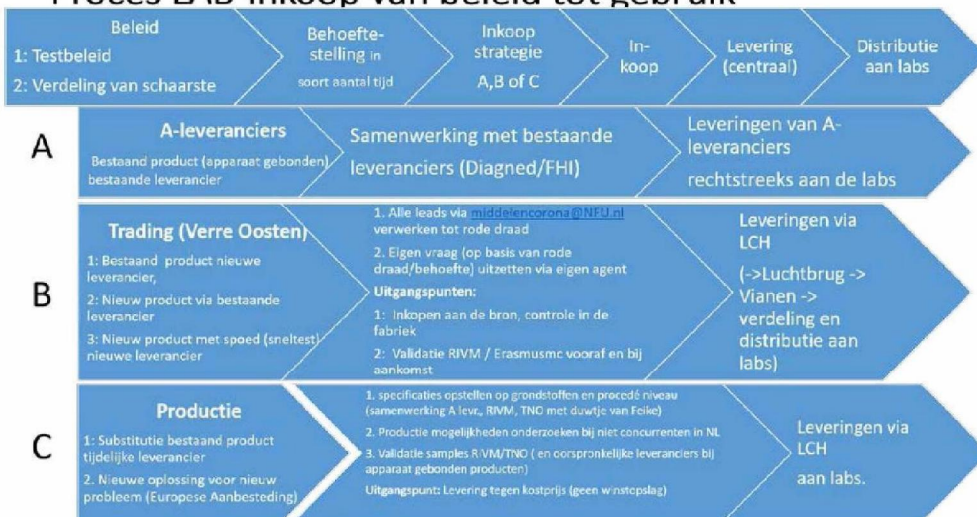 Proces LAB-inkoop van beleid tot gebruik
Beleid
1: Testbeleid
2: Verdeling van schaarste
Behoefte-
stelling in
soort aantal tijd
Inkoop
strategie
A,B of C
In-
koop
Levering
(centraal)
Distributie
aan labs
A
A-leveranciers
Bestaand product (apparaat gebonden)
bestaande leverancier
Samenwerking met bestaande
leveranciers (Diagned/FHI)
Leveringen van A-
leveranciers
rechtstreeks aan de labs
B
Trading (Verre Oosten)
1: Bestaand product nieuwe
leverancier,
2: Nieuw product via bestaande
leverancier
3: Nieuw product met spoed (sneltest)
nieuwe leverancier
1. Alle leads via middelencorona@NFU.nl
verwerken tot rode draad
2. Eigen vraag (op basis van rode
draad/behoefte) uitzetten via eigen agent
Uitgangspunten:
1: Inkopen aan de bron, controle in de
fabriek
2: Validatie RIVM / Erasmusmc vooraf en bij
aankomst
Leveringen via
LCH
(->Luchtbrug ->
Vianen ->
verdeling en
distributie aan
labs)
C
Productie
1: Substitutie bestaand product
tijdelijke leverancier
2. Nieuwe oplossing voor nieuw
probleem (Europese Aanbesteding)
1. specificaties opstellen op grondstoffen en procedé niveau
(samenwerking A levr., RIVM, TNO met duwtje van Feike)
2. Productie mogelijkheden onderzoeken bij niet concurrenten in NL
3. Validatie samples RIVM/TNO ( en oorspronkelijke leveranciers bij
apparaat gebonden producten)
Uitgangspunt: Levering tegen kostprijs (geen winstopslag)
Leveringen via
LCH
aan labs.